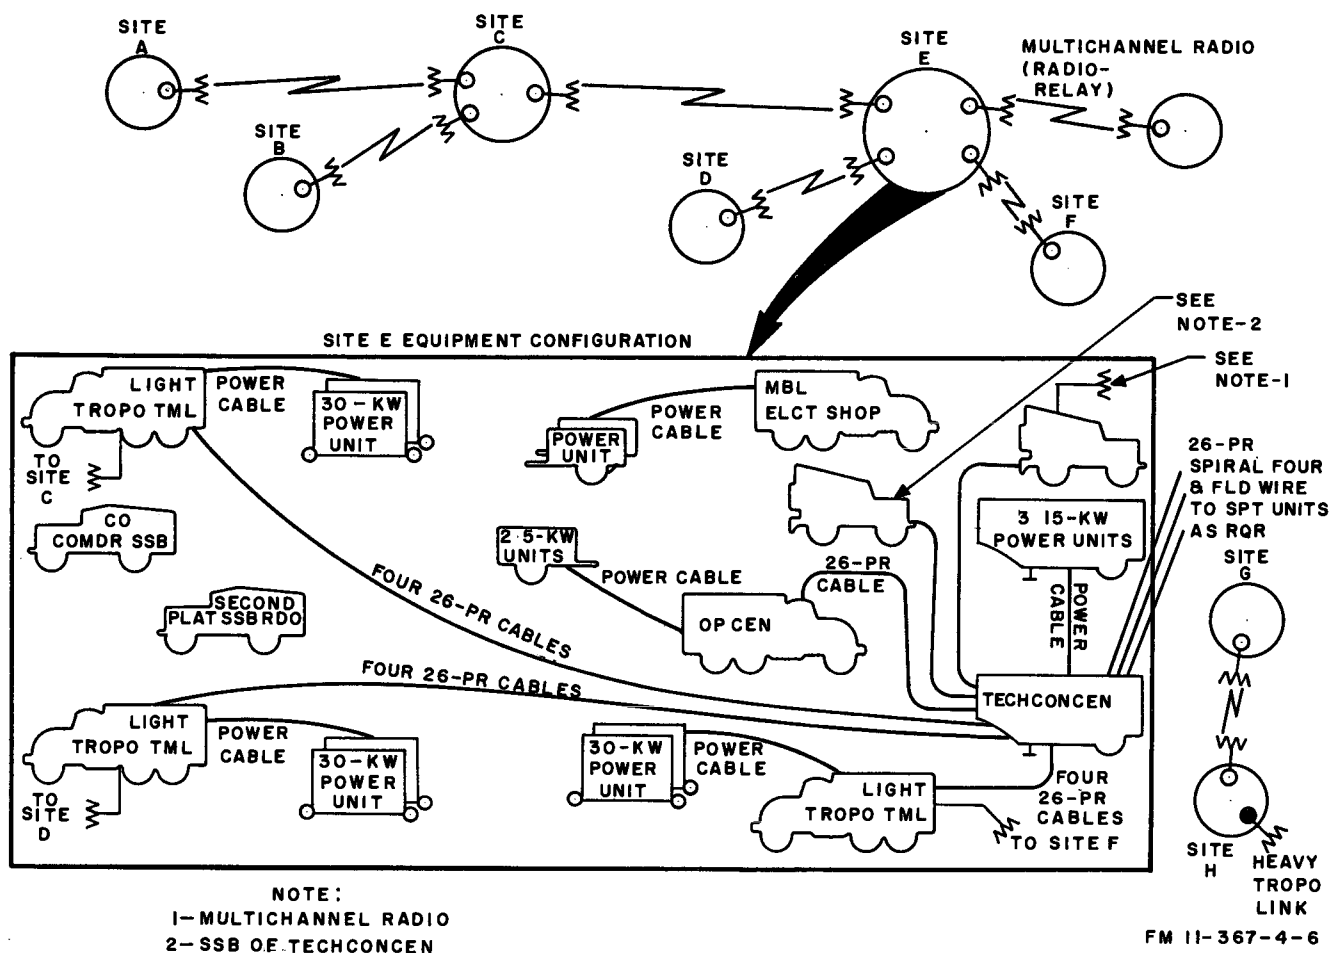 SITE
A
SITE
B
SITE
C
SITE
D
SITE
E
MULTICHANNEL RADIO
(RADIO-
RELAY)
SITE
F
SEE
NOTE-2
SEE
NOTE-1
SITE E EQUIPMENT CONFIGURATION
LIGHT
TROPO TML
POWER
CABLE
30-KW
POWER
UNIT
TO
SITE
C
POWER
UNIT
POWER
CABLE
MBL
ELCT SHOP
26-PR
SPIRAL FOUR
& FLD WIRE
TO SPT UNITS
AS RQR
CO
COMDR SSB
2.5-KW
UNITS
POWER CABLE
26-PR
CABLE
3 15-KW
POWER UNITS
POWER
CABLE
SECOND
PLAT SSB RDO
FOUR 26-PR CABLES
OP CEN
FOUR 26-PR CABLES
TECHCONCEN
LIGHT
TROPO TML
POWER
CABLE
30-KW
POWER
UNIT
TO
SITE
D
30-KW
POWER
UNIT
POWER
CABLE
LIGHT
TROPO TML
FOUR
26-PR
CABLES
TO SITE F
SITE
G
SITE
H
HEAVY
TROPO
LINK
NOTE:
1-MULTICHANNEL RADIO
2-SSB OF TECHCONCEN
FM 11-367-4-6